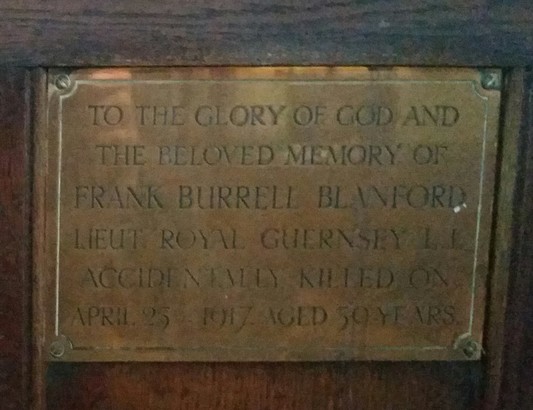 TO THE GLORY OF GOD AND
THE BELOVED MEMORY OF
FRANK BURRELL BLANFORD
LIEUT. ROYAL GUERNSEY L.I.
ACCIDENTALLY KILLED ON
APRIL 25 - 1917. AGED 39 YEARS.